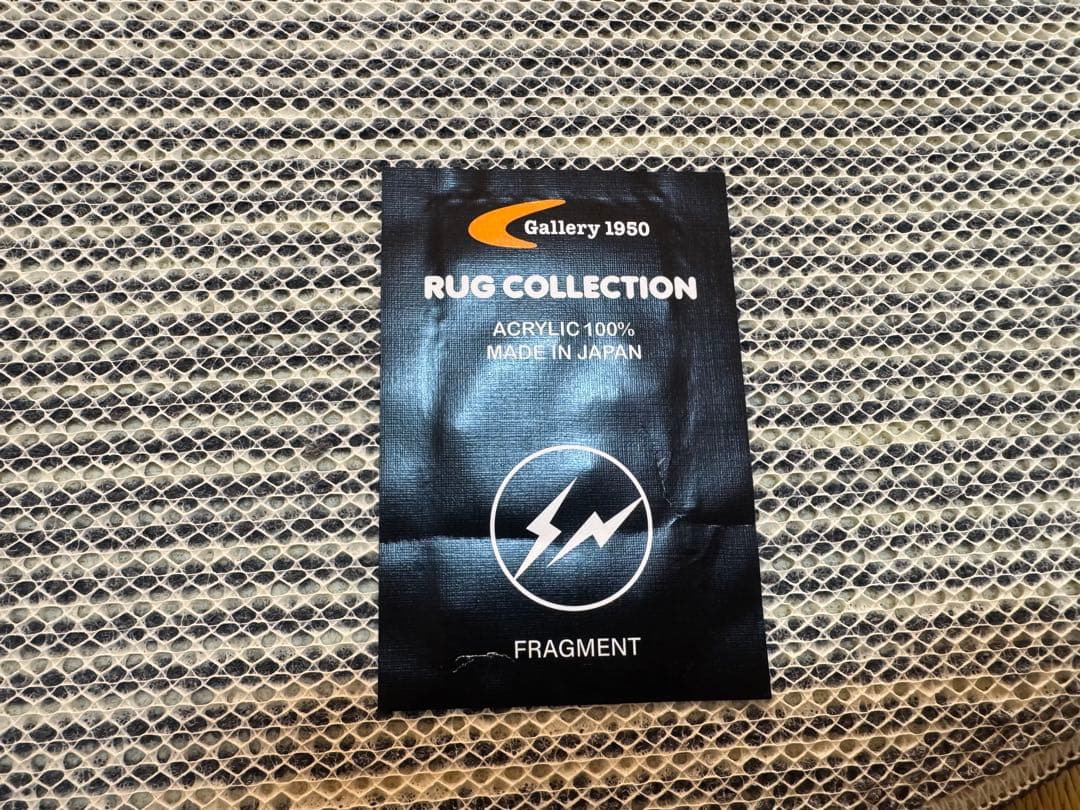 Gallery 1950
RUG COLLECTION
ACRYLIC 100%
MADE IN JAPAN
FRAGMENT